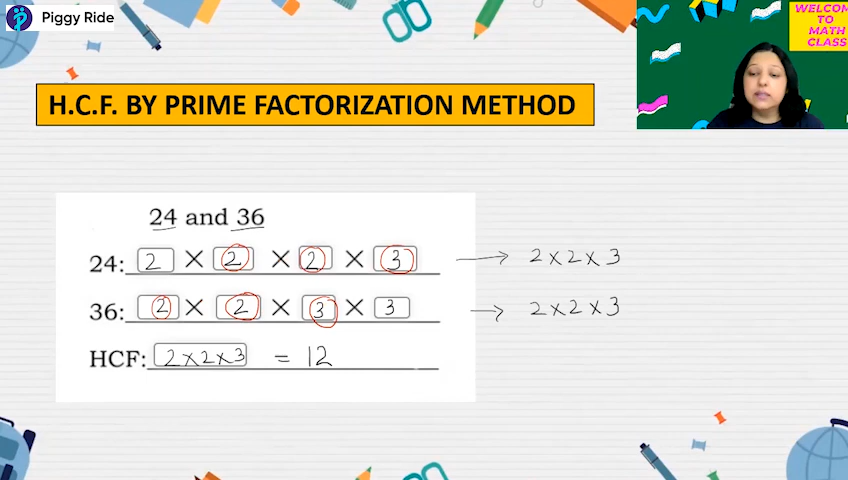 Piggy Ride
WELCOM
TO
MATH
CLASS
H.C.F. BY PRIME FACTORIZATION METHOD
24 and 36
24: 2 × 2 × 2 × 3 → 2 × 2 × 3
36: 2 × 2 × 3 × 3 → 2 × 2 × 3
HCF: 2 × 2 × 3 = 12